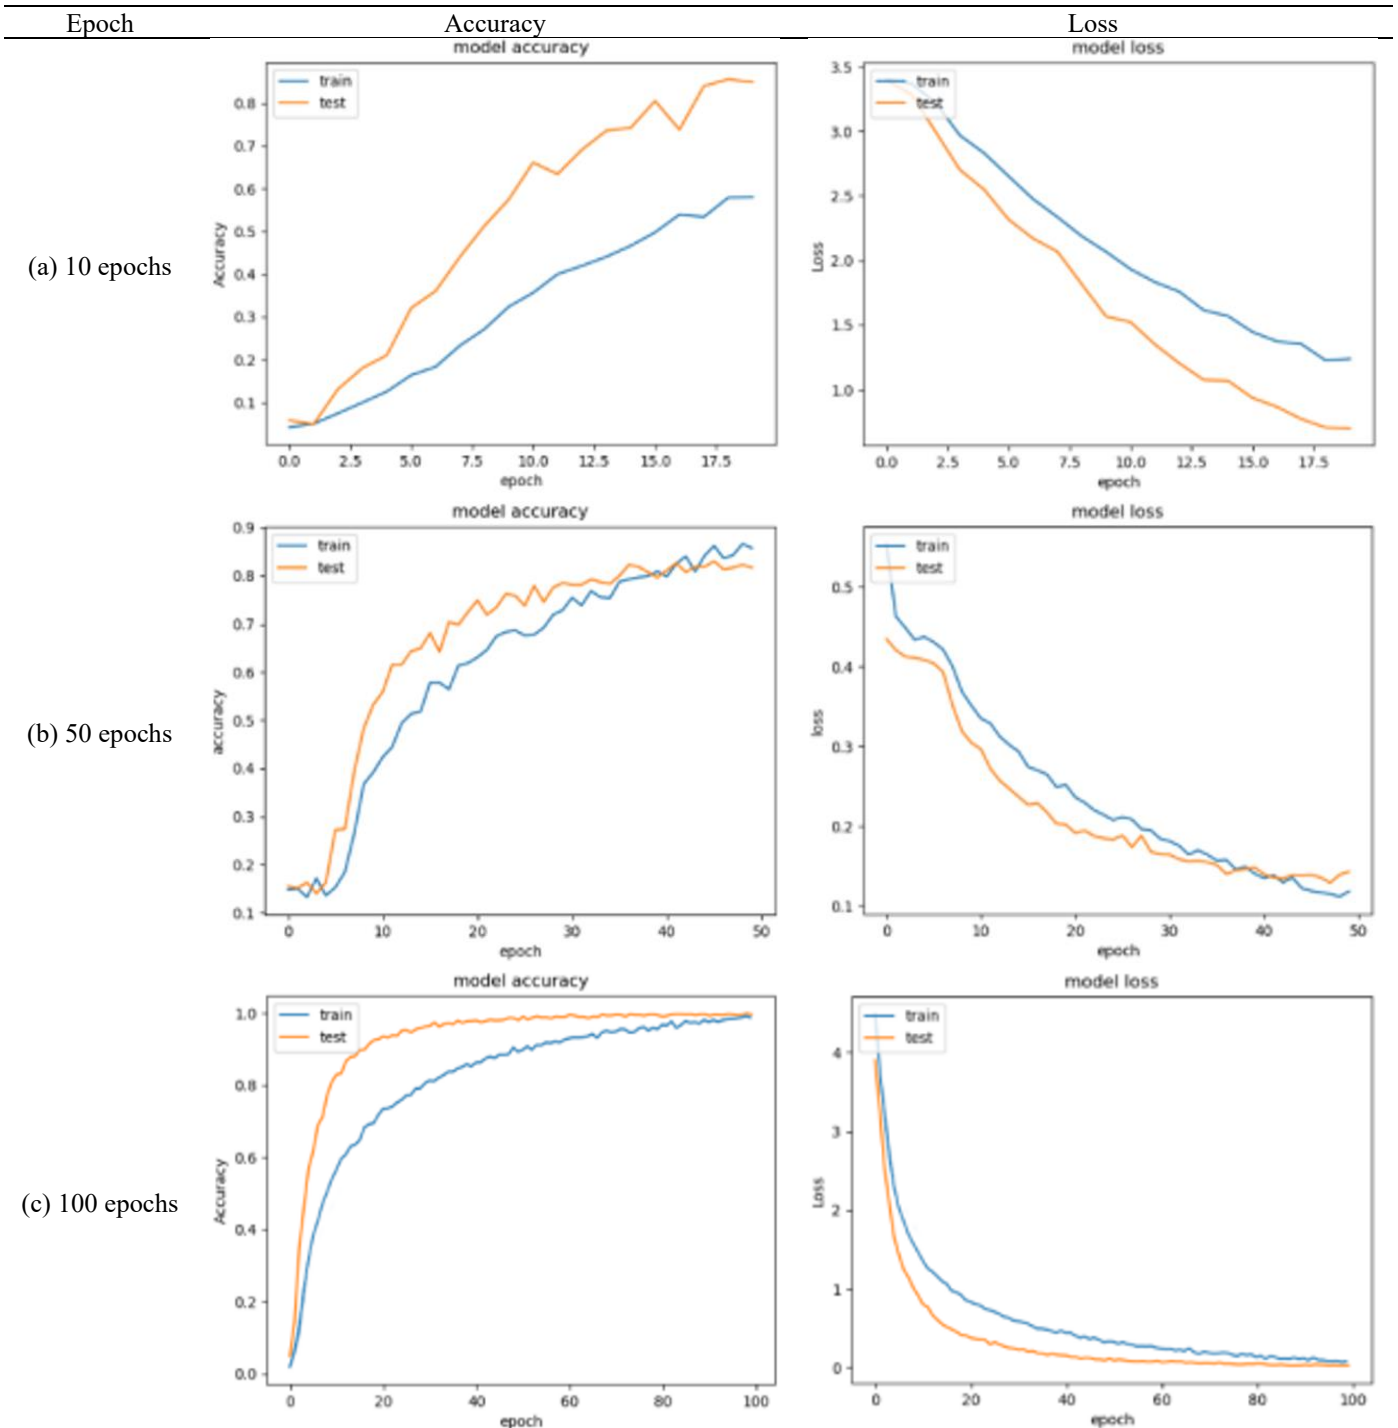 Epoch Accuracy Loss
model accuracy model loss
(a) 10 epochs
train
test
Accuracy
0.8
0.7
0.6
0.5
0.4
0.3
0.2
0.1
0.0 2.5 5.0 7.5 10.0 12.5 15.0 17.5
epoch
train
test
Loss
3.5
3.0
2.5
2.0
1.5
1.0
0.0 2.5 5.0 7.5 10.0 12.5 15.0 17.5
epoch
model accuracy model loss
(b) 50 epochs
train
test
accuracy
0.9
0.8
0.7
0.6
0.5
0.4
0.3
0.2
0.1
0 10 20 30 40 50
epoch
train
test
loss
0.5
0.4
0.3
0.2
0.1
0 10 20 30 40 50
epoch
model accuracy model loss
(c) 100 epochs
train
test
Accuracy
1.0
0.8
0.6
0.4
0.2
0.0
0 20 40 60 80 100
epoch
train
test
Loss
4
3
2
1
0
0 20 40 60 80 100
epoch